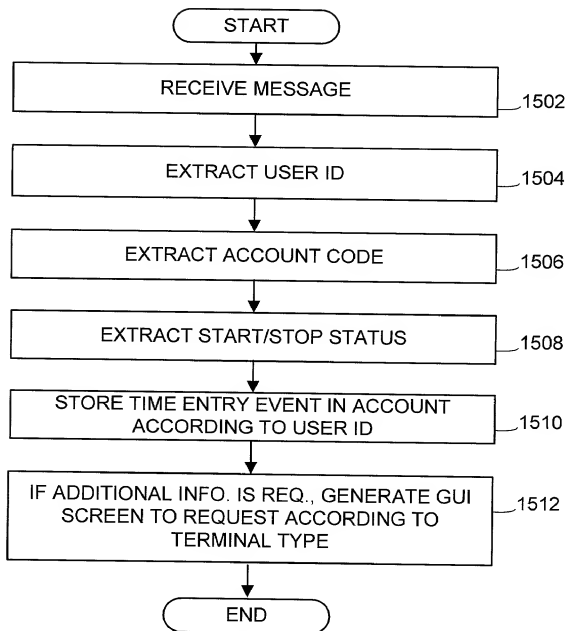 START
RECEIVE MESSAGE
1502
EXTRACT USER ID
1504
EXTRACT ACCOUNT CODE
1506
EXTRACT START/STOP STATUS
1508
STORE TIME ENTRY EVENT IN ACCOUNT
ACCORDING TO USER ID
1510
IF ADDITIONAL INFO. IS REQ., GENERATE GUI
SCREEN TO REQUEST ACCORDING TO
TERMINAL TYPE
1512
END